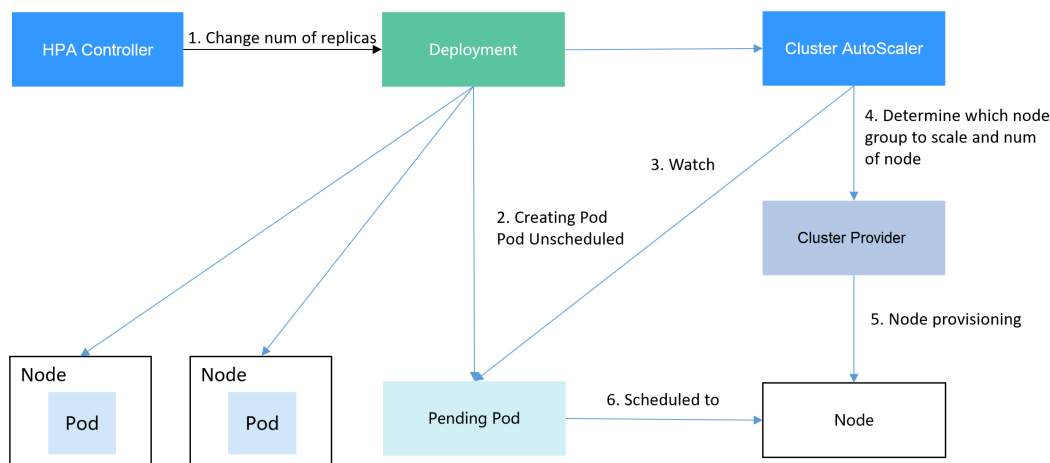 HPA Controller
1. Change num of replicas
Deployment
Cluster AutoScaler
4. Determine which node
group to scale and num
of node
3. Watch
2. Creating Pod
Pod Unscheduled
Cluster Provider
5. Node provisioning
Node
Pod
Node
Pod
Pending Pod
6. Scheduled to
Node